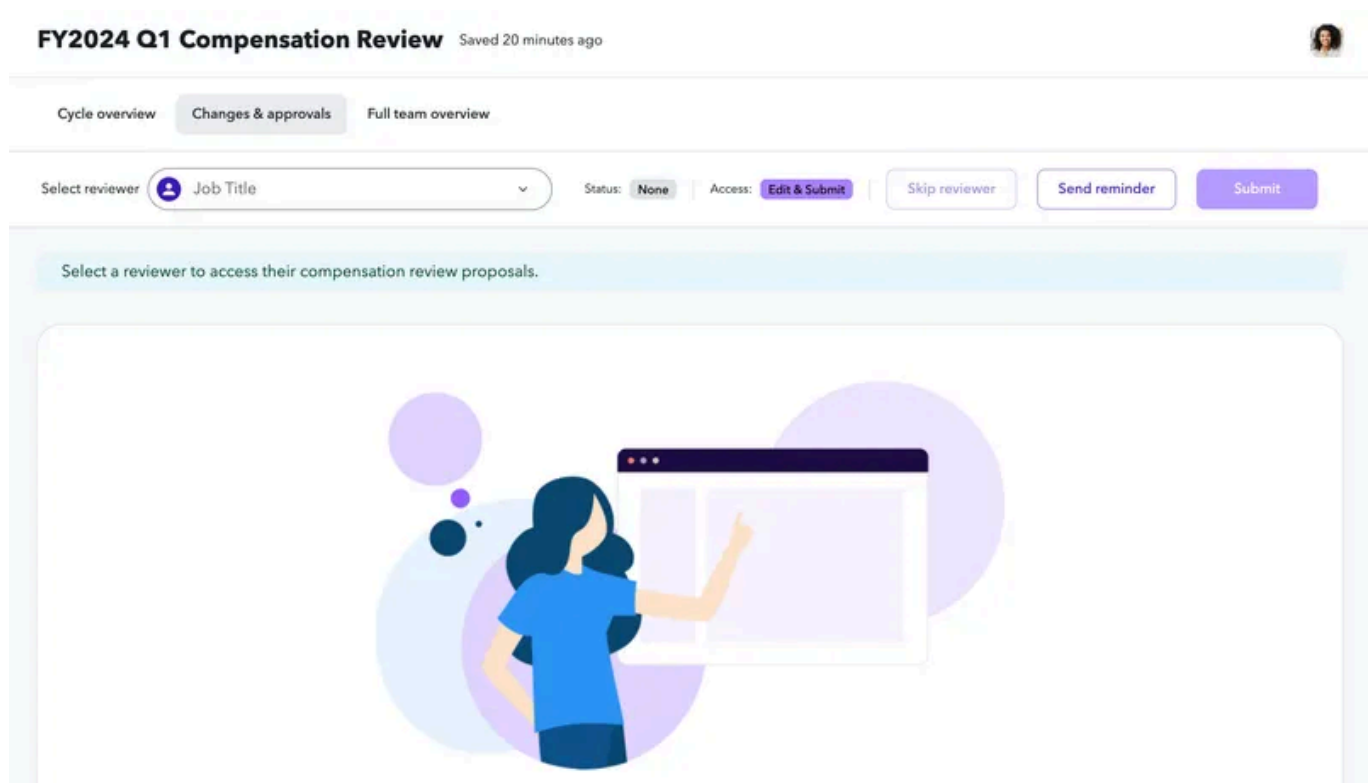 FY2024 Q1 Compensation Review Saved 20 minutes ago
Cycle overview Changes & approvals Full team overview
Select reviewer Job Title Status: None Access: Edit & Submit Skip reviewer Send reminder Submit
Select a reviewer to access their compensation review proposals.